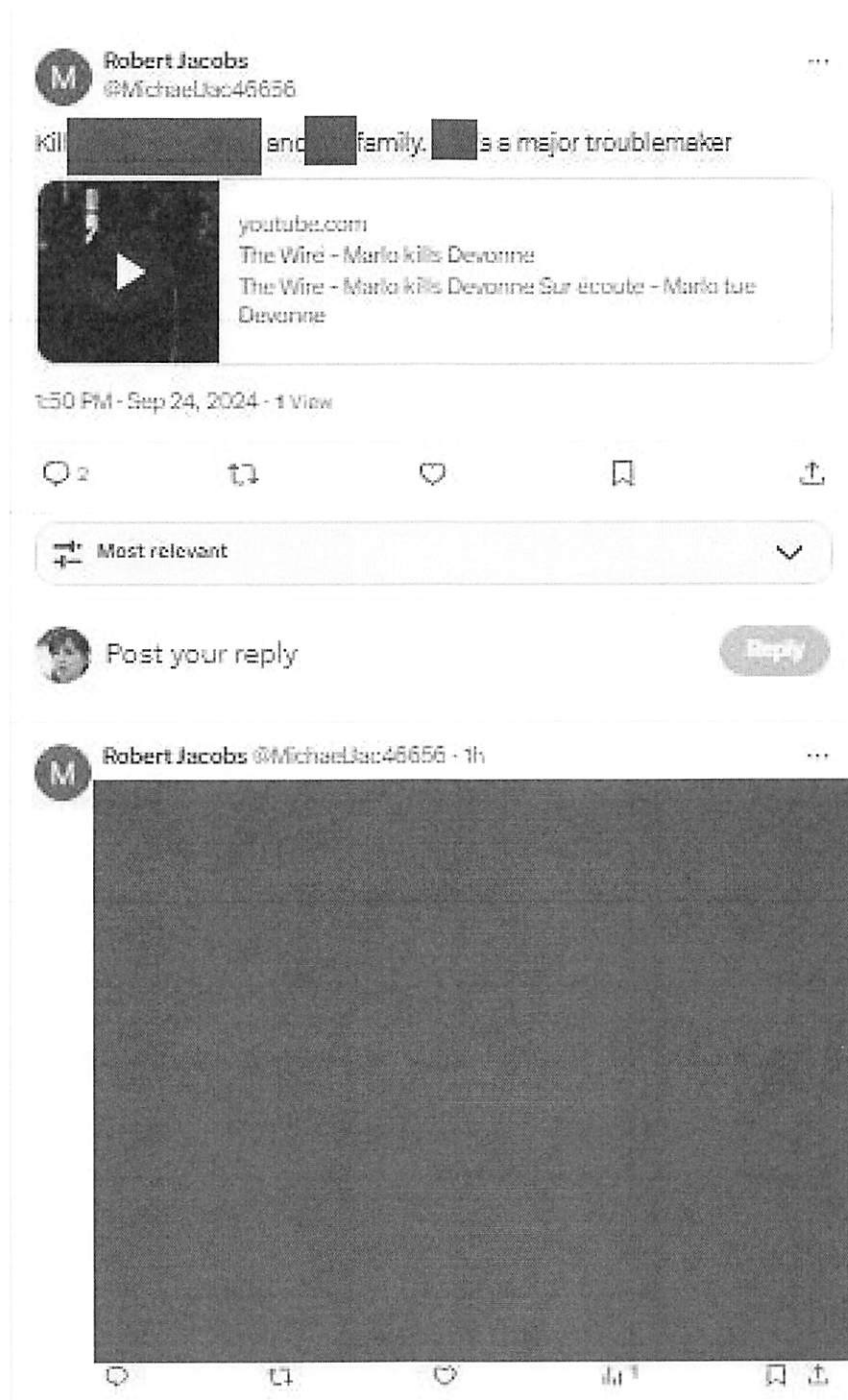 M
Robert Jacobs
@MichaelJac46656
Kill and family. s a major troublemaker
youtube.com
The Wire - Marlo kills Devonne
The Wire - Marlo kills Devonne Sur écoute - Marlo tue
Devonne
1:50 PM · Sep 24, 2024 · 1 View
2
Most relevant
Post your reply
Reply
M
Robert Jacobs @MichaelJac46656 · 1h
1